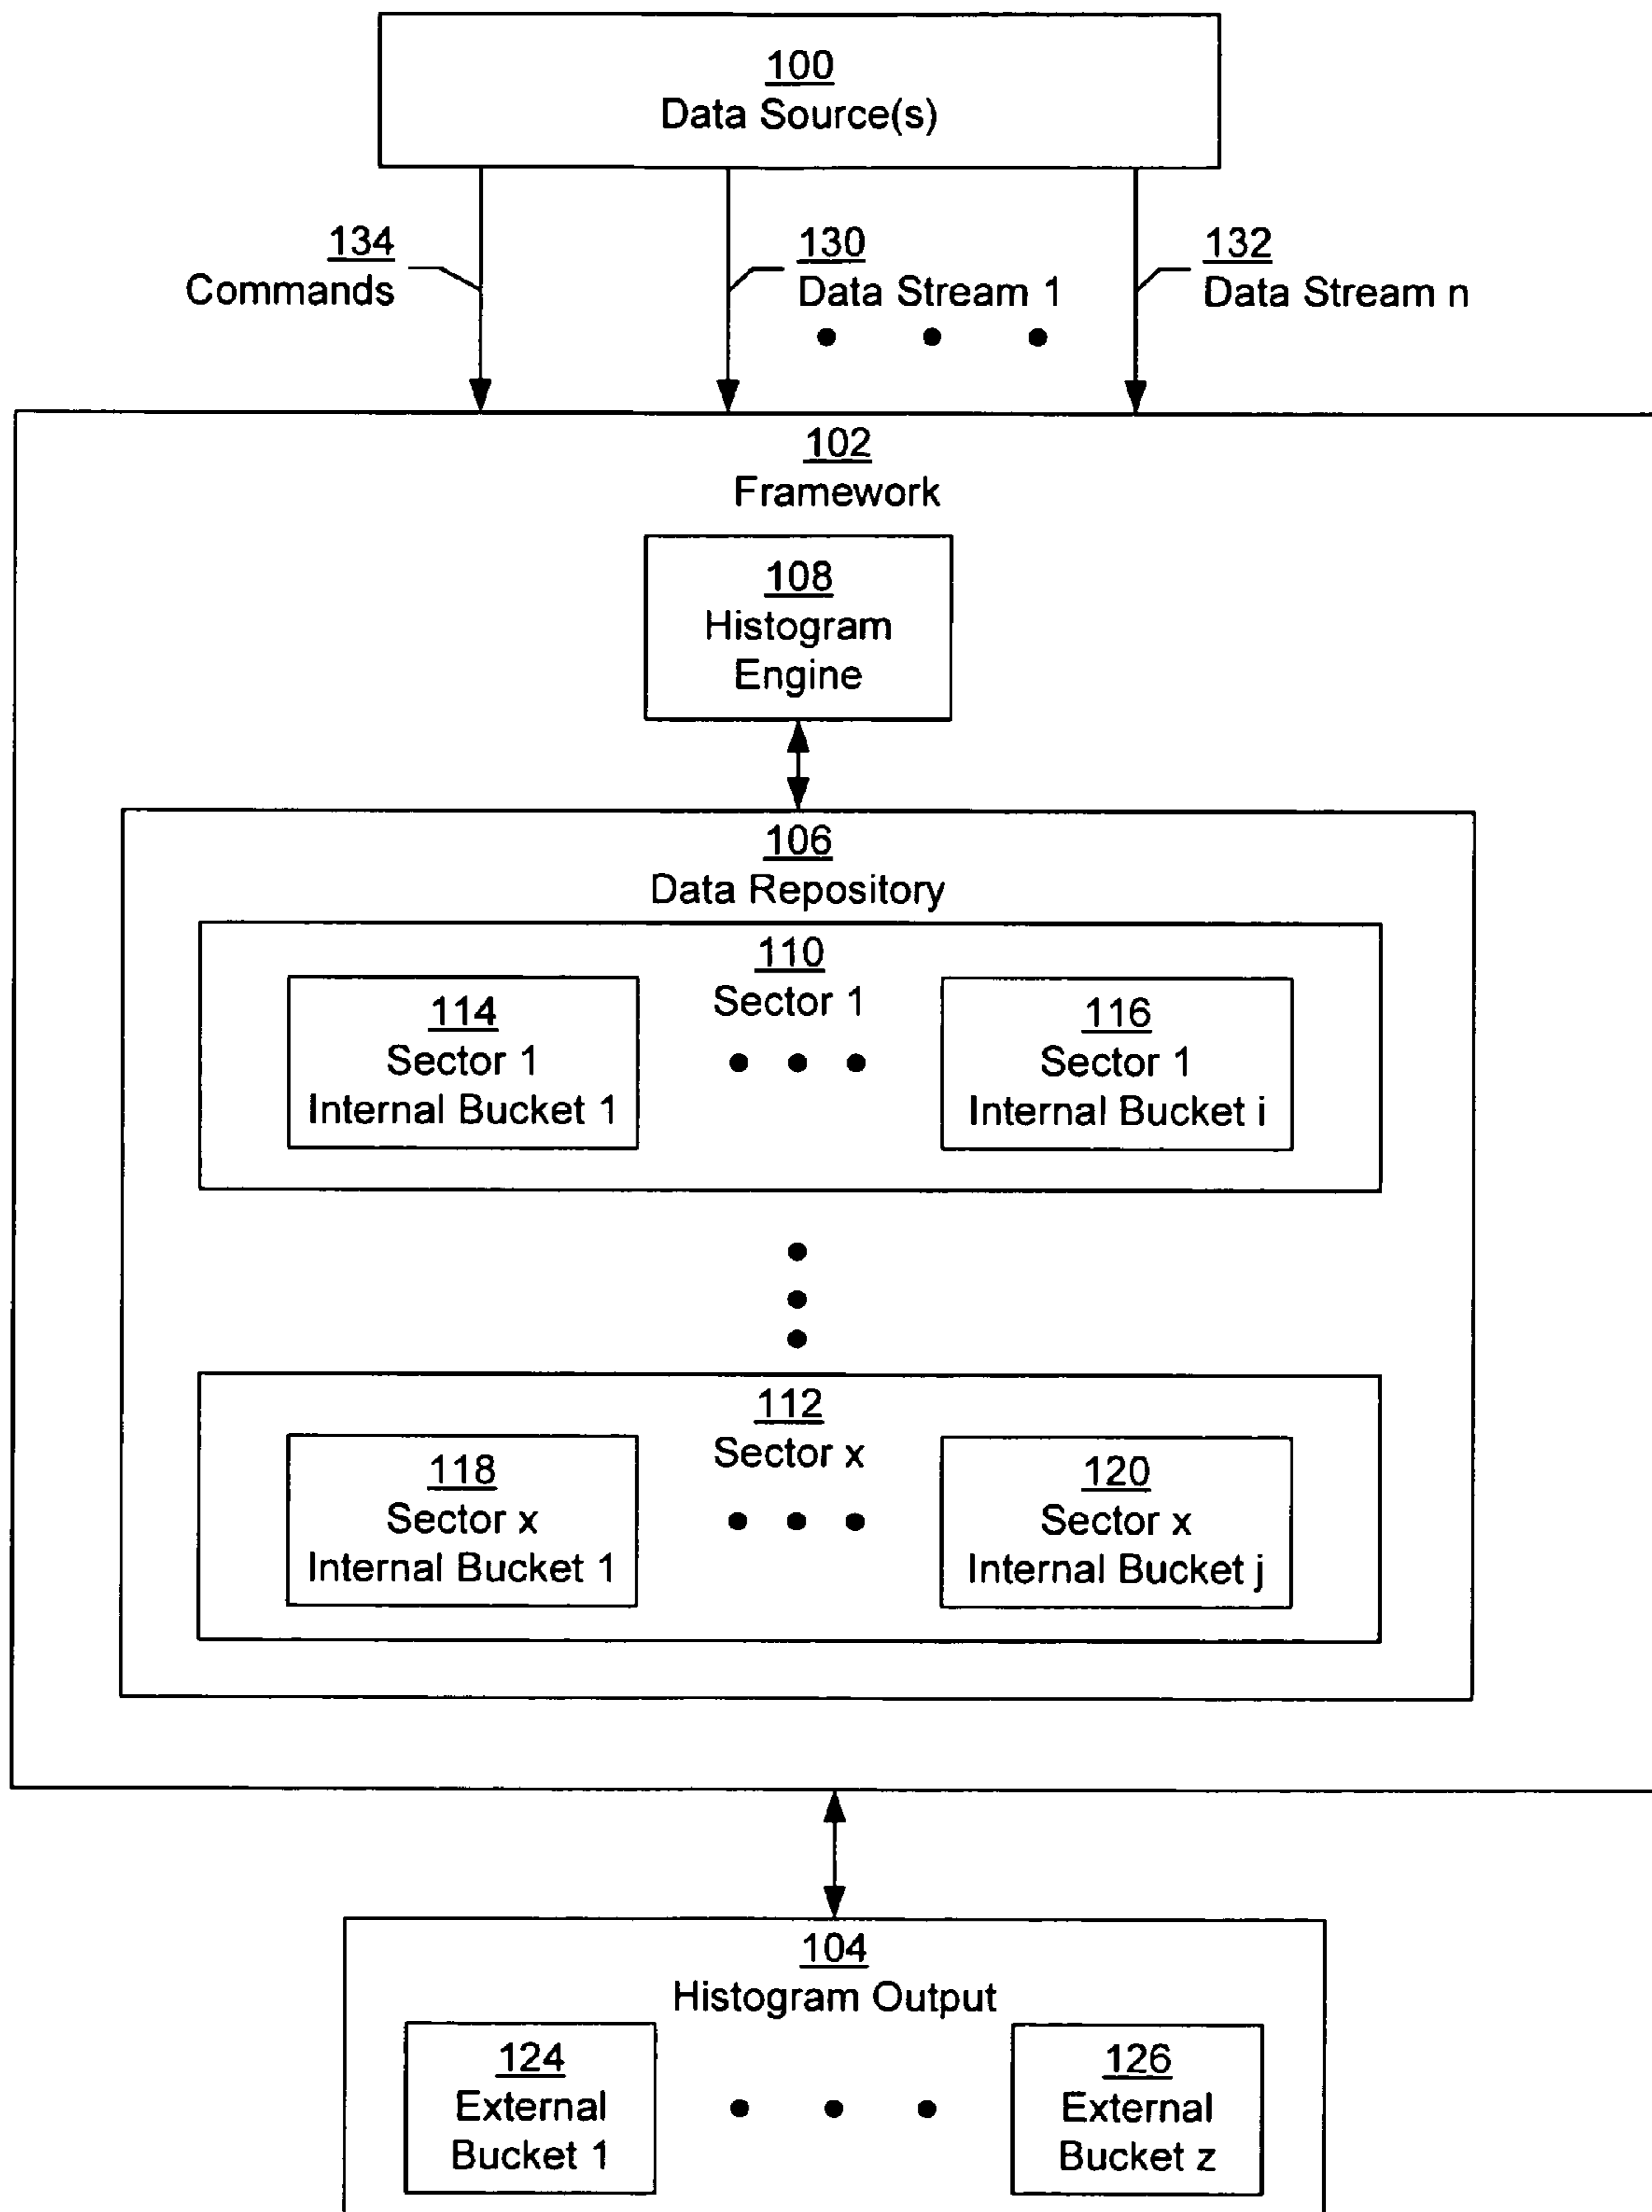 100
Data Source(s)
134
Commands
130
Data Stream 1
132
Data Stream n
102
Framework
108
Histogram
Engine
106
Data Repository
110
Sector 1
114
Sector 1
Internal Bucket 1
116
Sector 1
Internal Bucket i
112
Sector x
118
Sector x
Internal Bucket 1
120
Sector x
Internal Bucket j
104
Histogram Output
124
External
Bucket 1
126
External
Bucket z